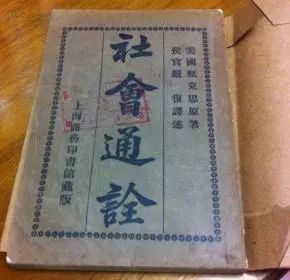 美國甄克思原著
侯官嚴復譯述
社會通詮
上海商務印書館藏版